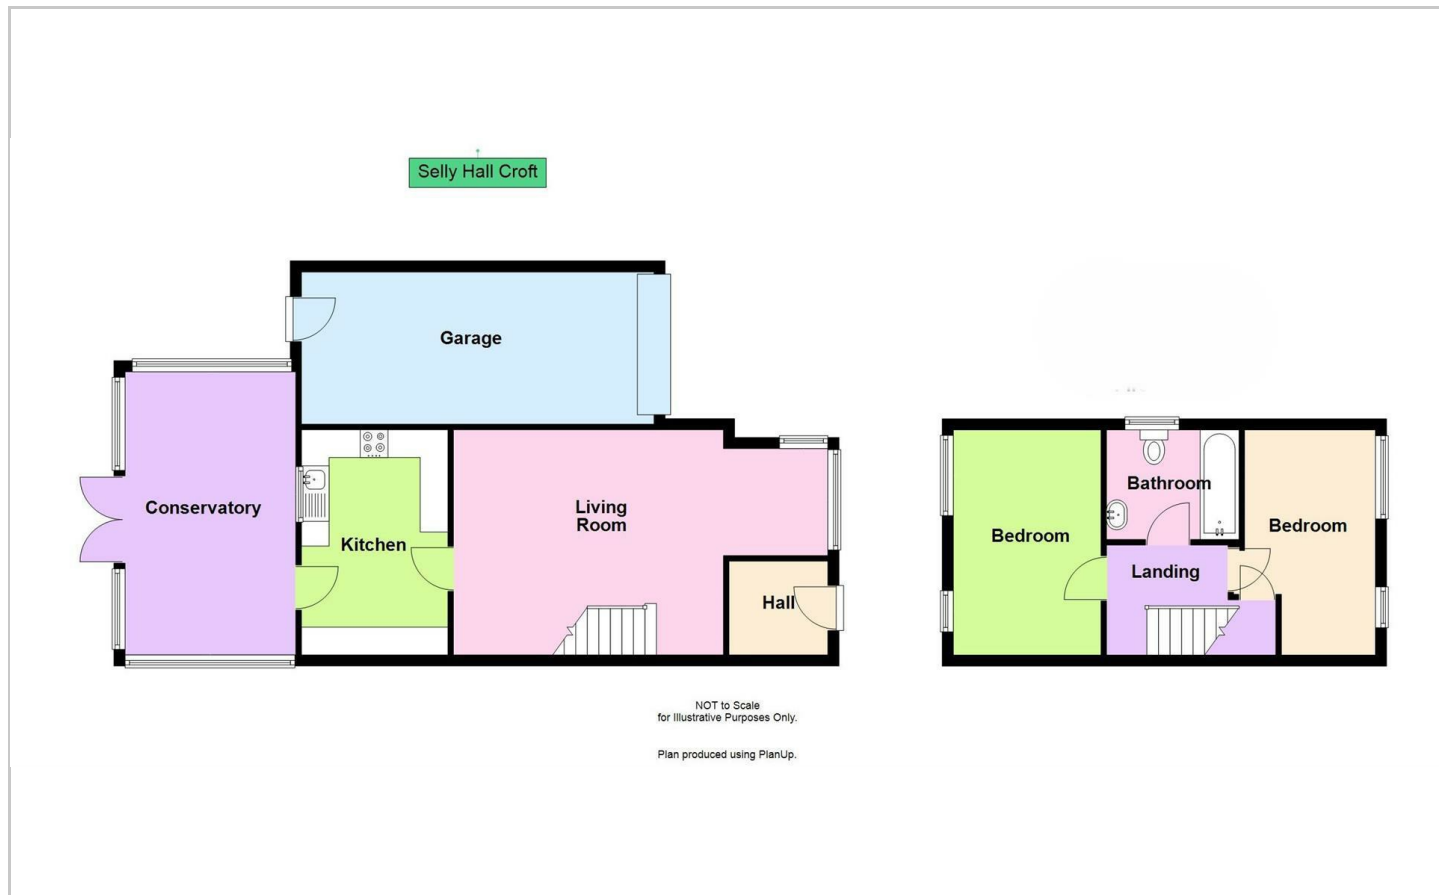 Selly Hall Croft
Garage
Conservatory
Kitchen
Living
Room
Hall
Bedroom
Bathroom
Landing
Bedroom
NOT to Scale
for Illustrative Purposes Only.
Plan produced using PlanUp.